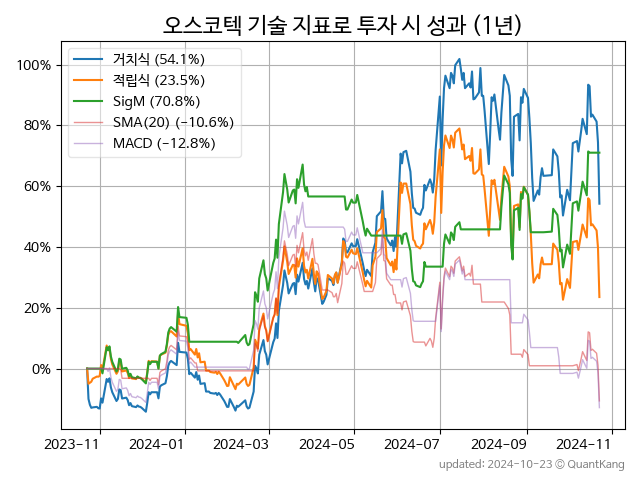 오스코텍 기술 지표로 투자 시 성과 (1년)
거치식 (54.1%)
적립식 (23.5%)
SigM (70.8%)
SMA(20) (−10.6%)
MACD (−12.8%)
100%
80%
60%
40%
20%
0%
2023-11 2024-01 2024-03 2024-05 2024-07 2024-09 2024-11
updated: 2024-10-23 ⓒ QuantKang